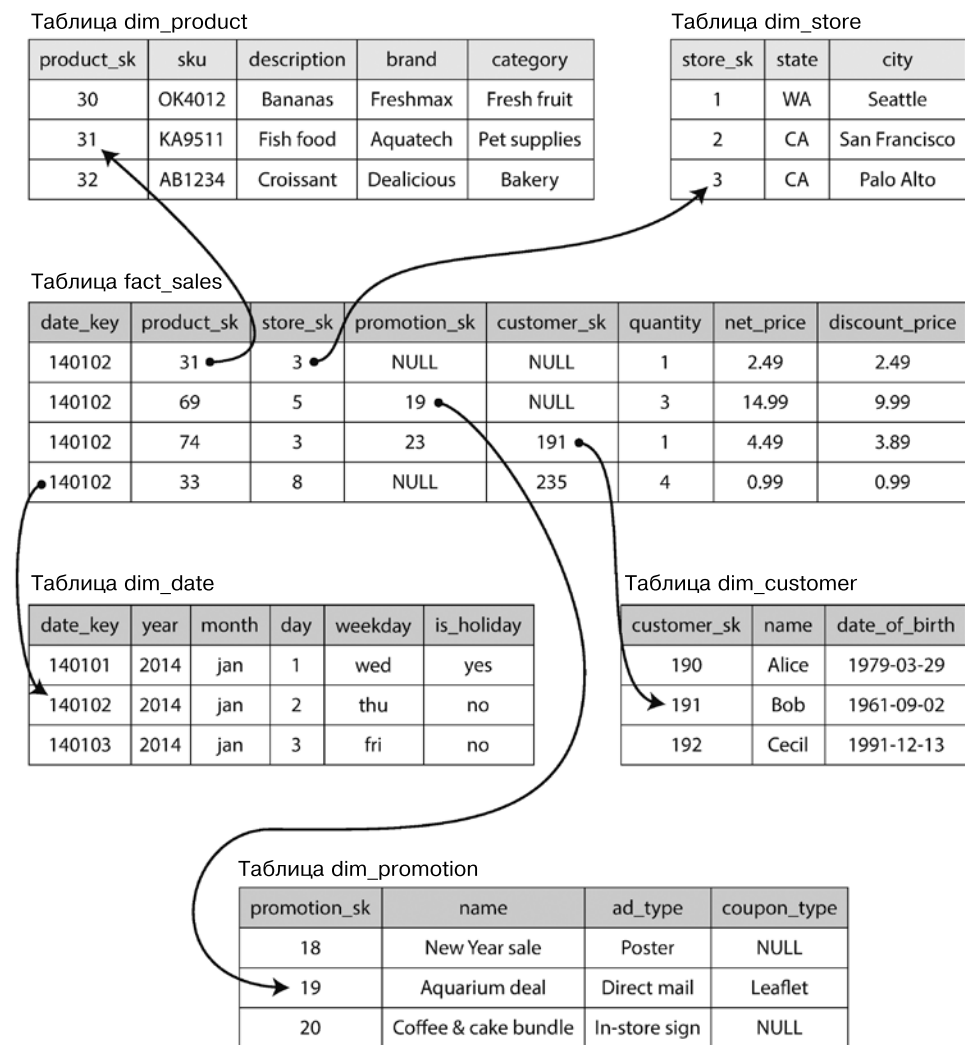 Таблица dim_product
product_sk sku description brand category
30 OK4012 Bananas Freshmax Fresh fruit
31 KA9511 Fish food Aquatech Pet supplies
32 AB1234 Croissant Dealicious Bakery
Таблица dim_store
store_sk state city
1 WA Seattle
2 CA San Francisco
3 CA Palo Alto
Таблица fact_sales
date_key product_sk store_sk promotion_sk customer_sk quantity net_price discount_price
140102 31 3 NULL NULL 1 2.49 2.49
140102 69 5 19 NULL 3 14.99 9.99
140102 74 3 23 191 1 4.49 3.89
140102 33 8 NULL 235 4 0.99 0.99
Таблица dim_date
date_key year month day weekday is_holiday
140101 2014 jan 1 wed yes
140102 2014 jan 2 thu no
140103 2014 jan 3 fri no
Таблица dim_customer
customer_sk name date_of_birth
190 Alice 1979-03-29
191 Bob 1961-09-02
192 Cecil 1991-12-13
Таблица dim_promotion
promotion_sk name ad_type coupon_type
18 New Year sale Poster NULL
19 Aquarium deal Direct mail Leaflet
20 Coffee & cake bundle In-store sign NULL